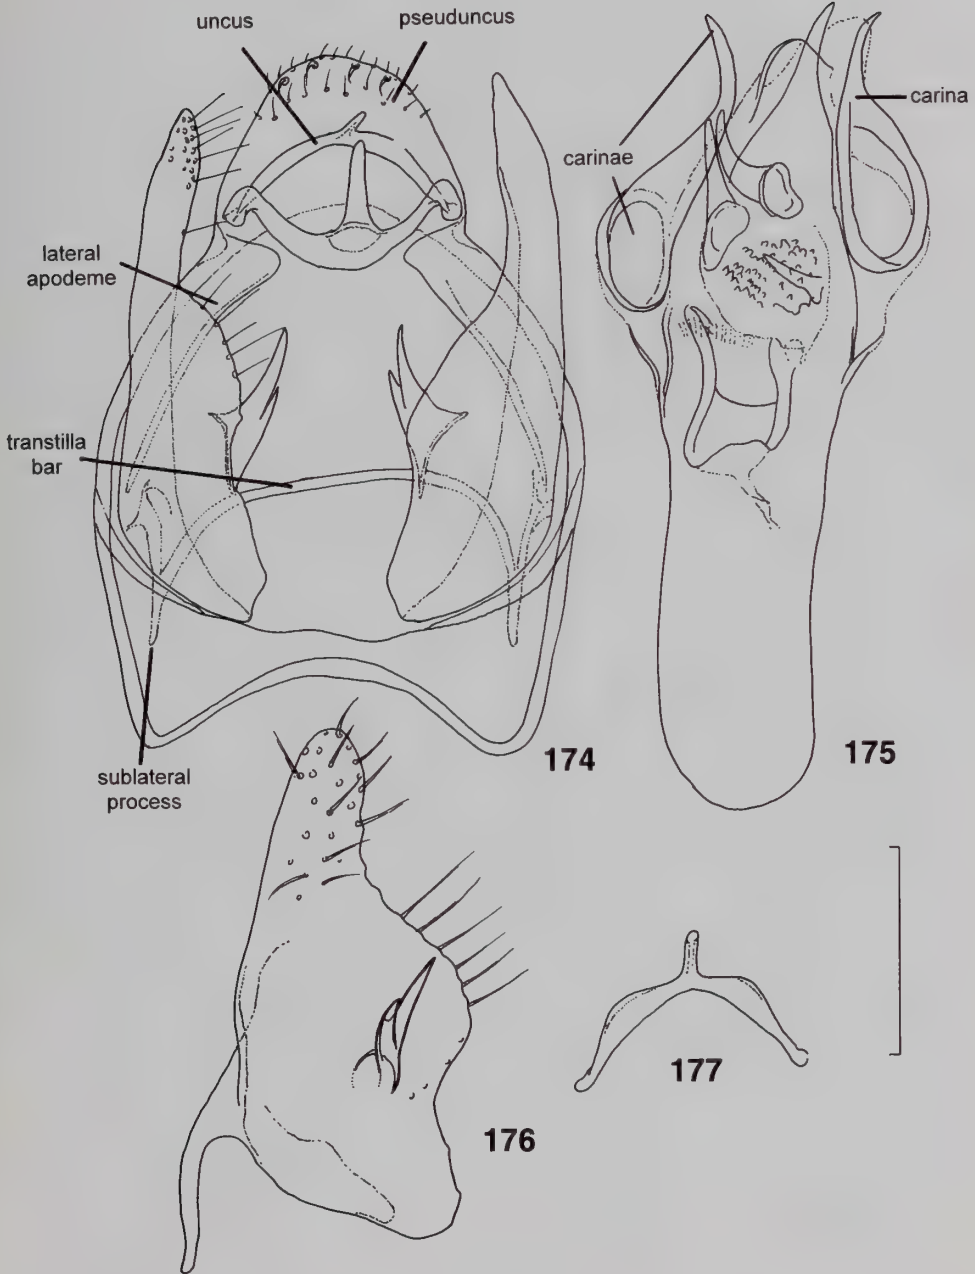 uncus
pseuduncus
carina
carinae
lateral
apodeme
transtilla
bar
sublateral
process
174
175
176
177